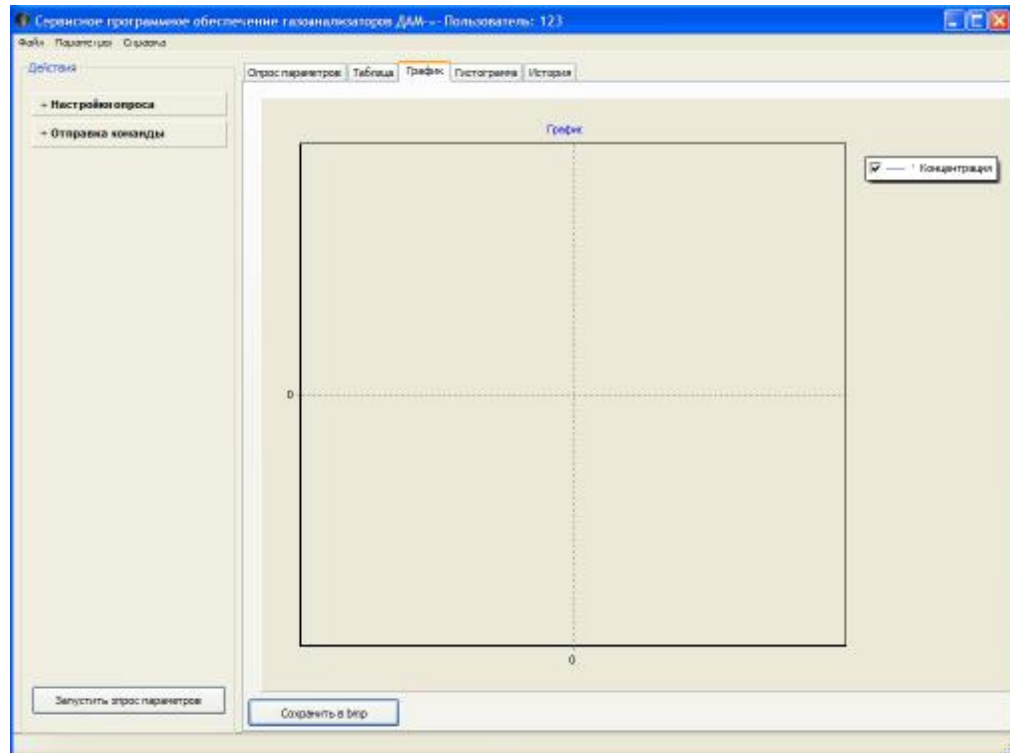 Сервисное программное обеспечение газоанализаторов ДАМ--- Пользователь: 123
Файл Параметры Справка
Действия
Опрос параметров Таблица График Гистограмма История
+ Настройки опроса
+ Отправка команды
График
Концентрация
0
0
Запустить опрос параметров
Сохранить в bmp